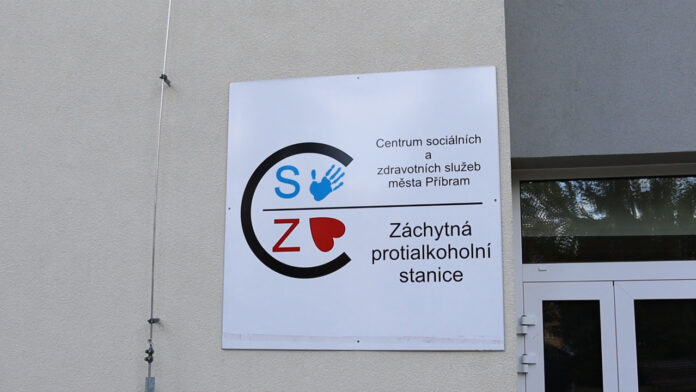 Centrum sociálních
a
zdravotních služeb
města Příbram
S
Z
Záchytná
protialkoholní
stanice